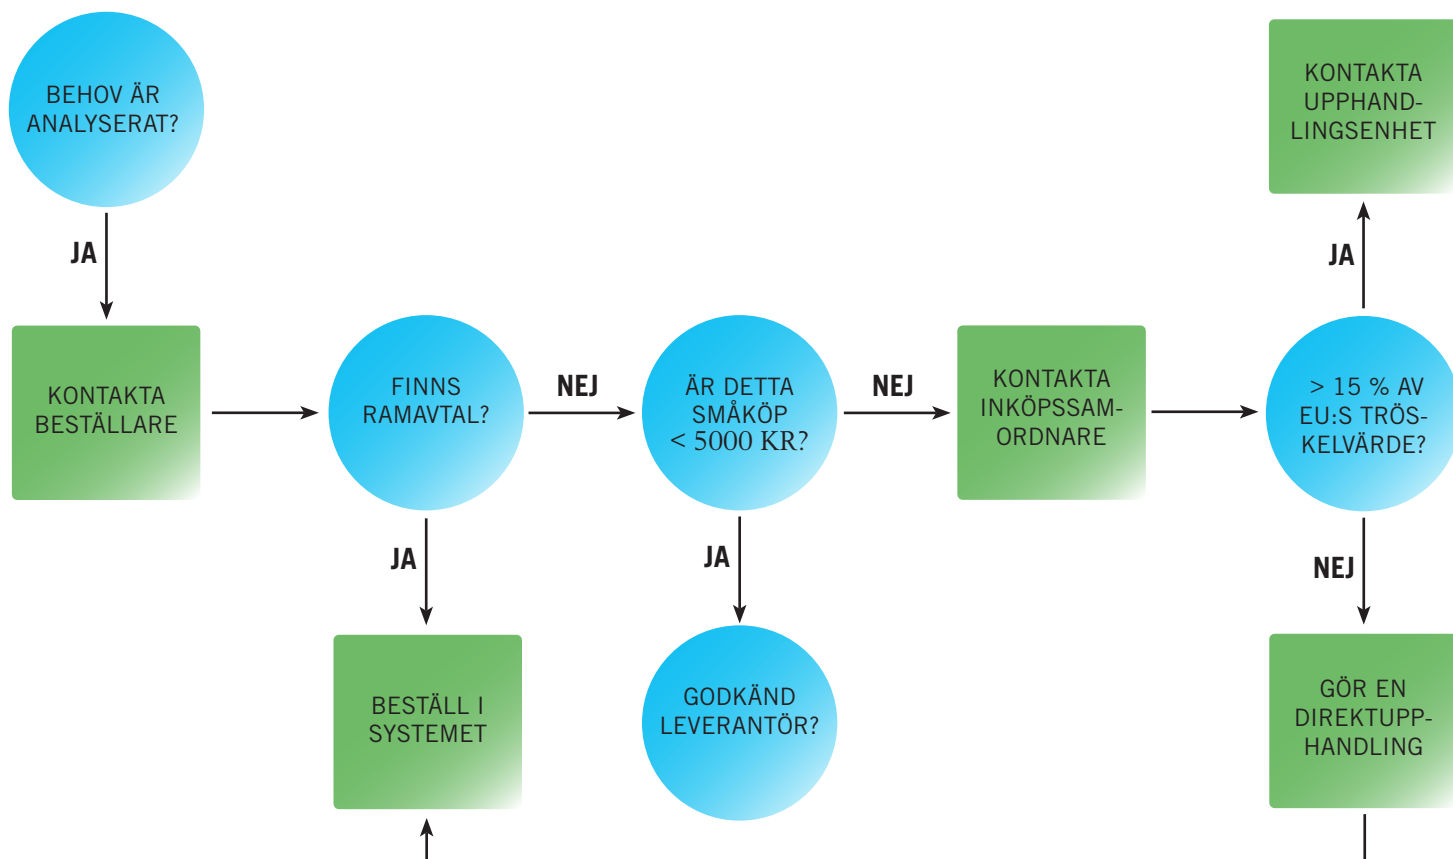 BEHOV ÄR
ANALYSERAT?
JA
KONTAKTA
BESTÄLLARE
FINNS
RAMAVTAL?
NEJ
ÄR DETTA
SMÅKÖP
< 5000 KR?
NEJ
KONTAKTA
INKÖPSSAM-
ORDNARE
> 15 % AV
EU:S TRÖS-
KELVÄRDE?
JA
KONTAKTA
UPPHAND-
LINGSENHET
JA
BESTÄLL I
SYSTEMET
JA
GODKÄND
LEVERANTÖR?
NEJ
GÖR EN
DIREKTUPP-
HANDLING